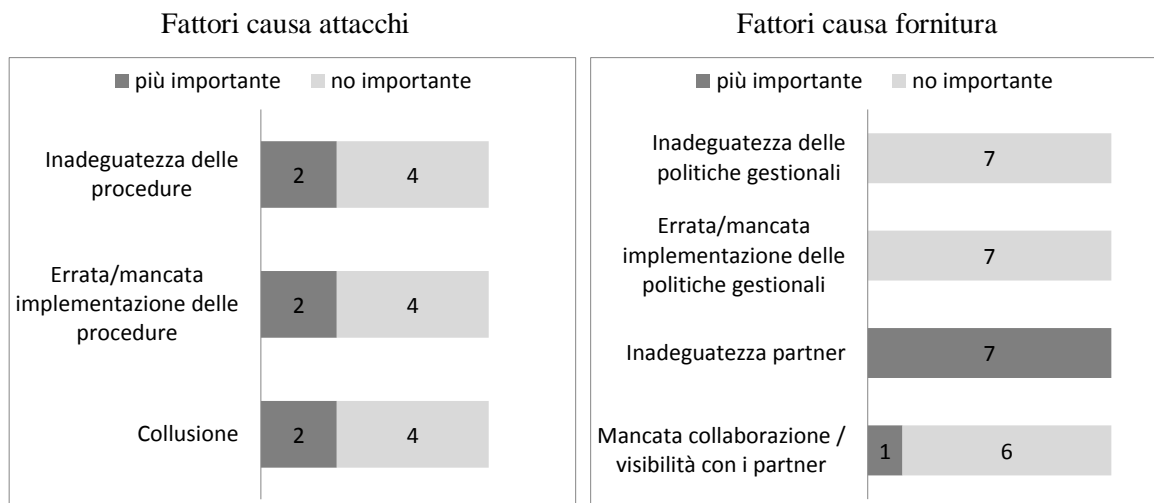 Fattori causa attacchi
più importante no importante
Inadeguatezza delle
procedure
2 4
Errata/mancata
implementazione delle
procedure
2 4
Collusione
2 4
Fattori causa fornitura
più importante no importante
Inadeguatezza delle
politiche gestionali
7
Errata/mancata
implementazione delle
politiche gestionali
7
Inadeguatezza partner
7
Mancata collaborazione /
visibilità con i partner
1 6